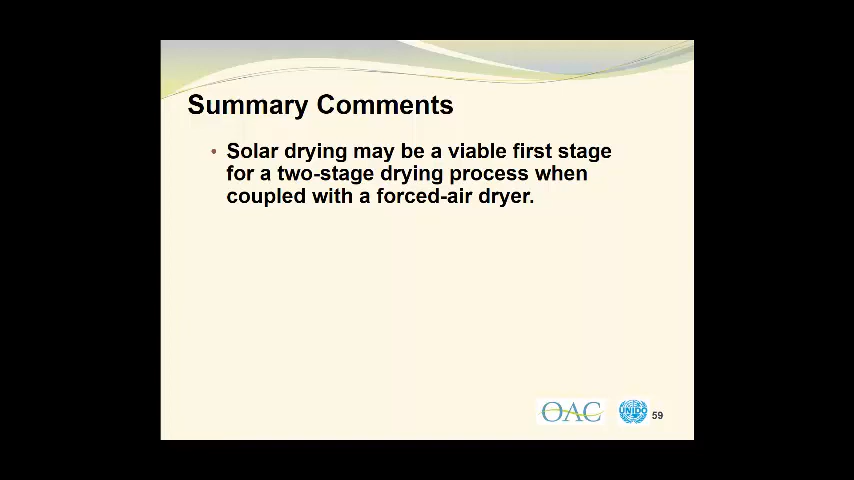 Summary Comments
• Solar drying may be a viable first stage
for a two-stage drying process when
coupled with a forced-air dryer.
OAC
UNIDO
59